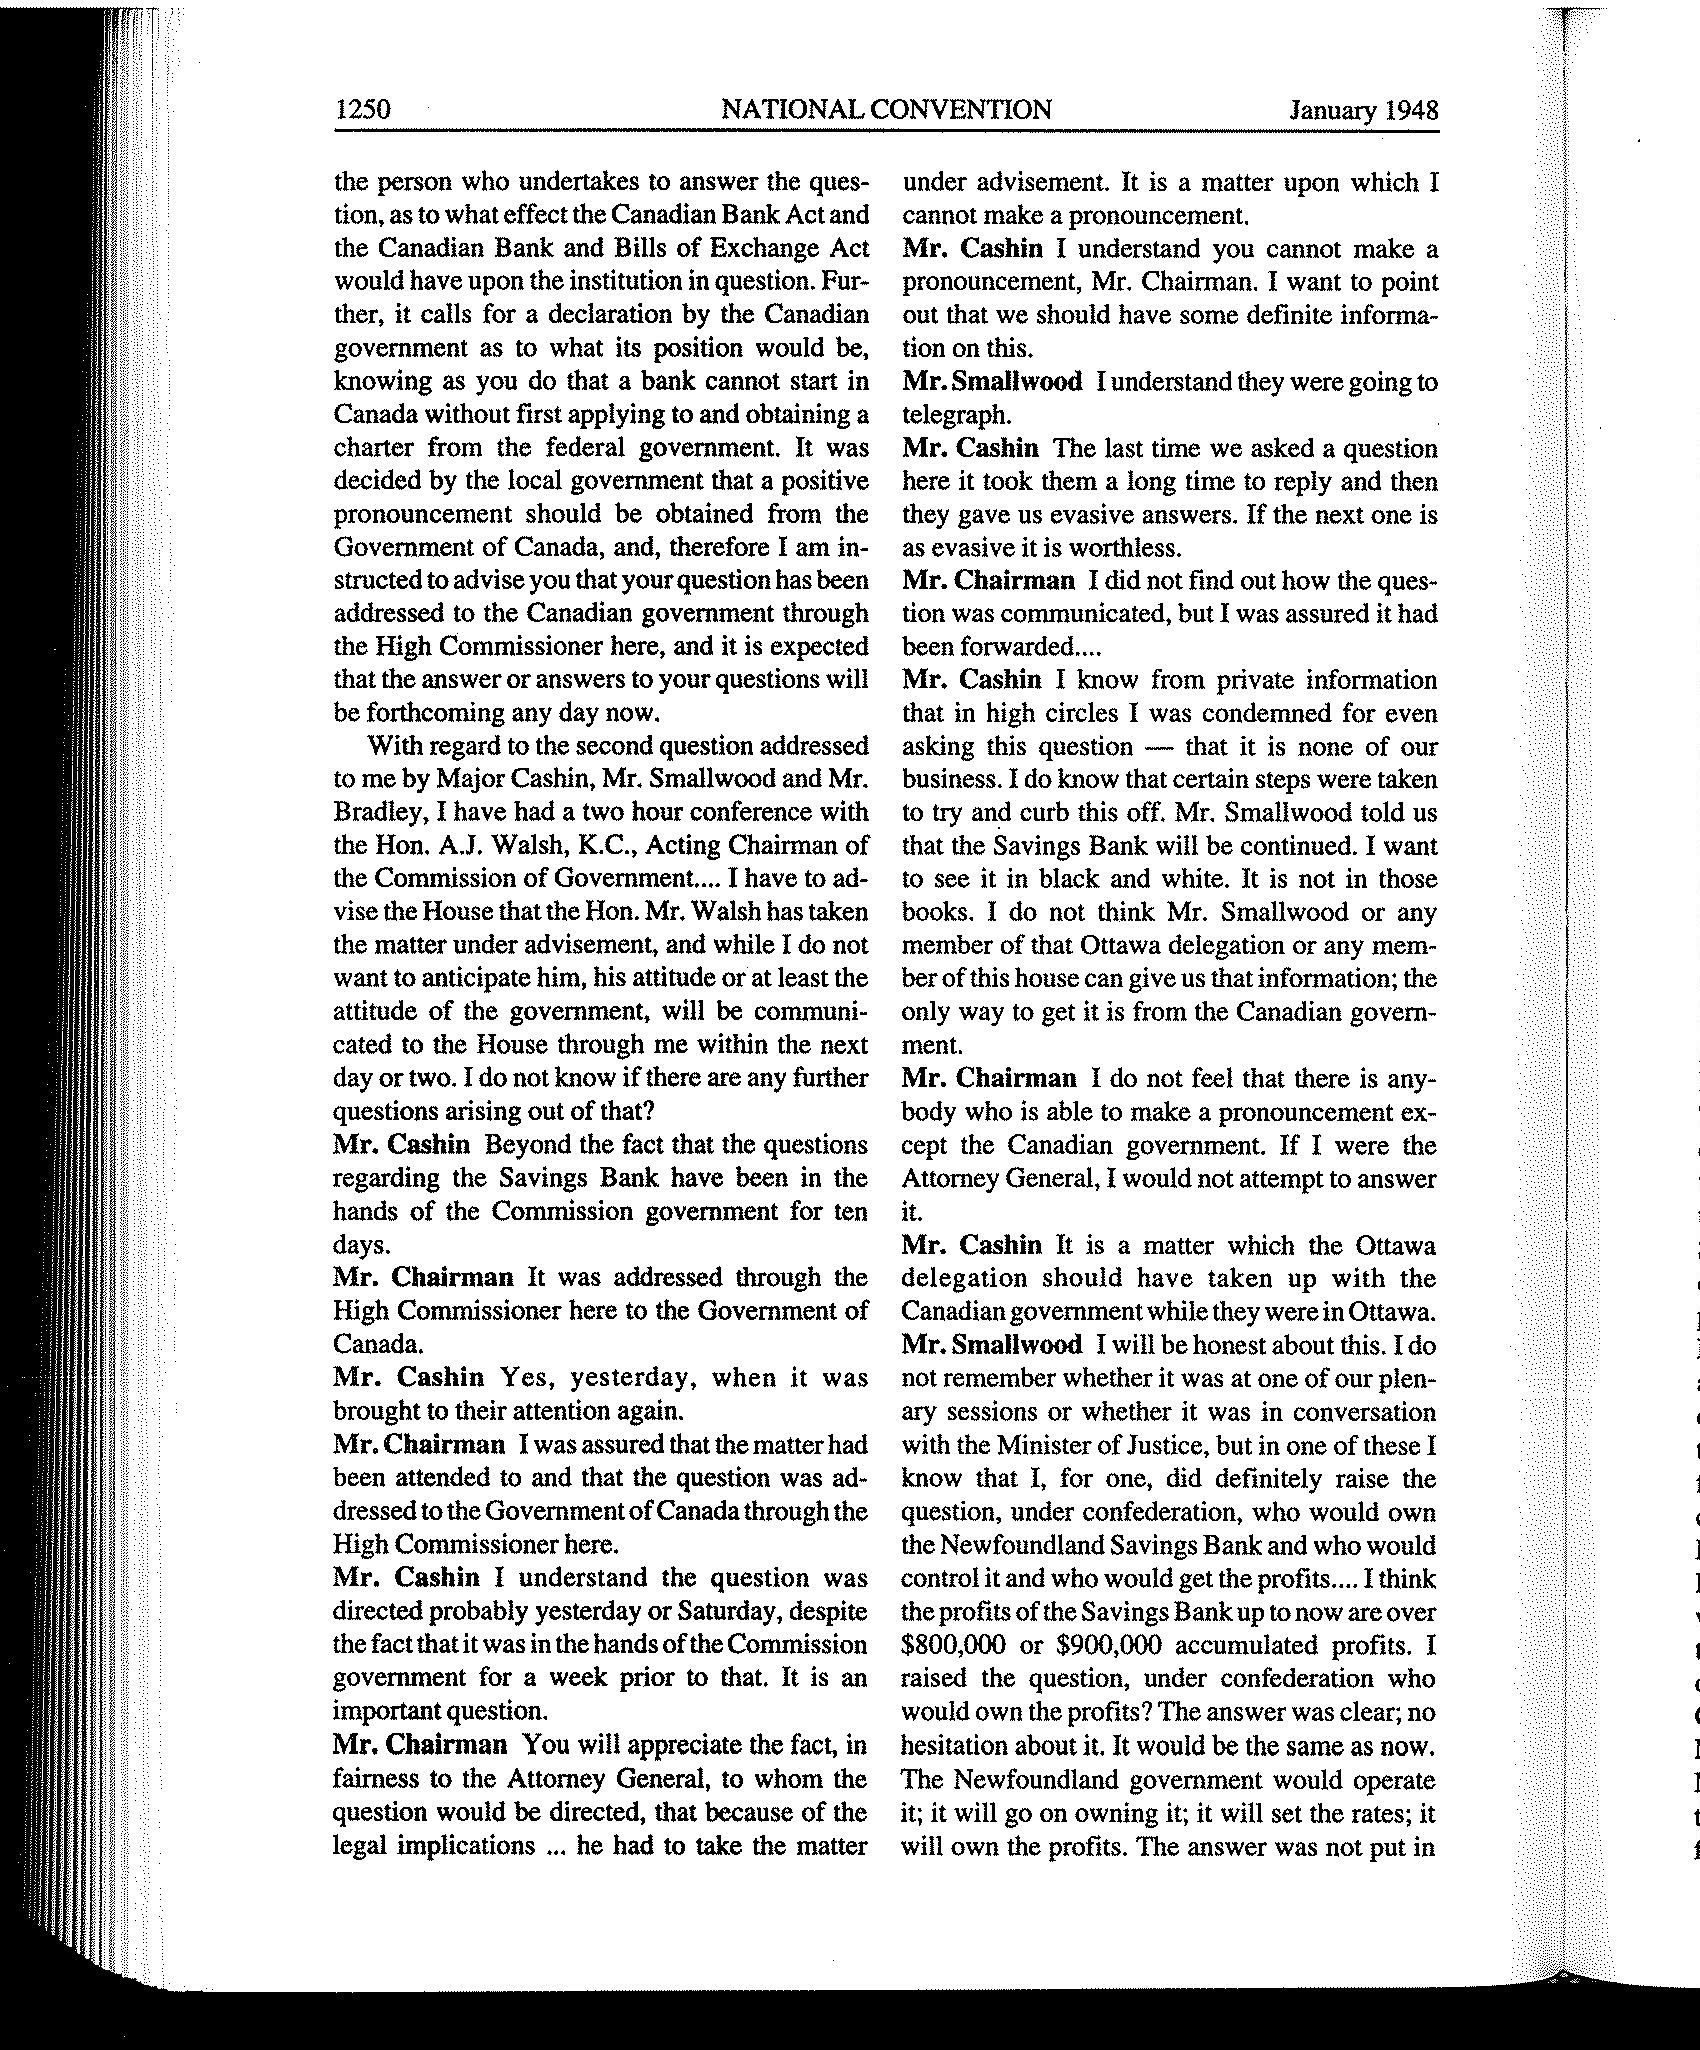 1250 NATIONAL CONVENTION January 1948
the person who undertakes to answer the ques-
tion, as to what effect the Canadian Bank Act and
the Canadian Bank and Bills of Exchange Act
would have upon the institution in question. Fur-
ther, it calls for a declaration by the Canadian
government as to what its position would be,
knowing as you do that a bank cannot start in
Canada without first applying to and obtaining a
charter from the federal government. It was
decided by the local government that a positive
pronouncement should be obtained from the
Government of Canada, and, therefore I am in-
structed to advise you that your question has been
addressed to the Canadian government through
the High Commissioner here, and it is expected
that the answer or answers to your questions will
be forthcoming any day now.
With regard to the second question addressed
to me by Major Cashin, Mr. Smallwood and Mr.
Bradley, I have had a two hour conference with
the Hon. A.J. Walsh, K.C., Acting Chairman of
the Commission of Government.... I have to ad-
vise the House that the Hon. Mr. Walsh has taken
the matter under advisement, and while I do not
want to anticipate him, his attitude or at least the
attitude of the government, will be communi-
cated to the House through me within the next
day or two. I do not know if there are any further
questions arising out of that?
Mr. Cashin Beyond the fact that the questions
regarding the Savings Bank have been in the
hands of the Commission government for ten
days.
Mr. Chairman It was addressed through the
High Commissioner here to the Government of
Canada.
Mr. Cashin Yes, yesterday, when it was
brought to their attention again.
Mr. Chairman I was assured that the matter had
been attended to and that the question was ad-
dressed to the Government of Canada through the
High Commissioner here.
Mr. Cashin I understand the question was
directed probably yesterday or Saturday, despite
the fact that it was in the hands of the Commission
government for a week prior to that. It is an
important question.
Mr. Chairman You will appreciate the fact, in
fairness to the Attorney General, to whom the
question would be directed, that because of the
legal implications ... he had to take the matter
under advisement. It is a matter upon which I
cannot make a pronouncement.
Mr. Cashin I understand you cannot make a
pronouncement, Mr. Chairman. I want to point
out that we should have some definite informa-
tion on this.
Mr. Smallwood I understand they were going to
telegraph.
Mr. Cashin The last time we asked a question
here it took them a long time to reply and then
they gave us evasive answers. If the next one is
as evasive it is worthless.
Mr. Chairman I did not find out how the ques-
tion was communicated, but I was assured it had
been forwarded....
Mr. Cashin I know from private information
that in high circles I was condemned for even
asking this question — that it is none of our
business. I do know that certain steps were taken
to try and curb this off. Mr. Smallwood told us
that the Savings Bank will be continued. I want
to see it in black and white. It is not in those
books. I do not think Mr. Smallwood or any
member of that Ottawa delegation or any mem-
ber of this house can give us that information; the
only way to get it is from the Canadian govern-
ment.
Mr. Chairman I do not feel that there is any-
body who is able to make a pronouncement ex-
cept the Canadian government. If I were the
Attorney General, I would not attempt to answer
it.
Mr. Cashin It is a matter which the Ottawa
delegation should have taken up with the
Canadian government while they were in Ottawa.
Mr. Smallwood I will be honest about this. I do
not remember whether it was at one of our plen-
ary sessions or whether it was in conversation
with the Minister of Justice, but in one of these I
know that I, for one, did definitely raise the
question, under confederation, who would own
the Newfoundland Savings Bank and who would
control it and who would get the profits.... I think
the profits of the Savings Bank up to now are over
$800,000 or $900,000 accumulated profits. I
raised the question, under confederation who
would own the profits? The answer was clear; no
hesitation about it. It would be the same as now.
The Newfoundland government would operate
it; it will go on owning it; it will set the rates; it
will own the profits. The answer was not put in